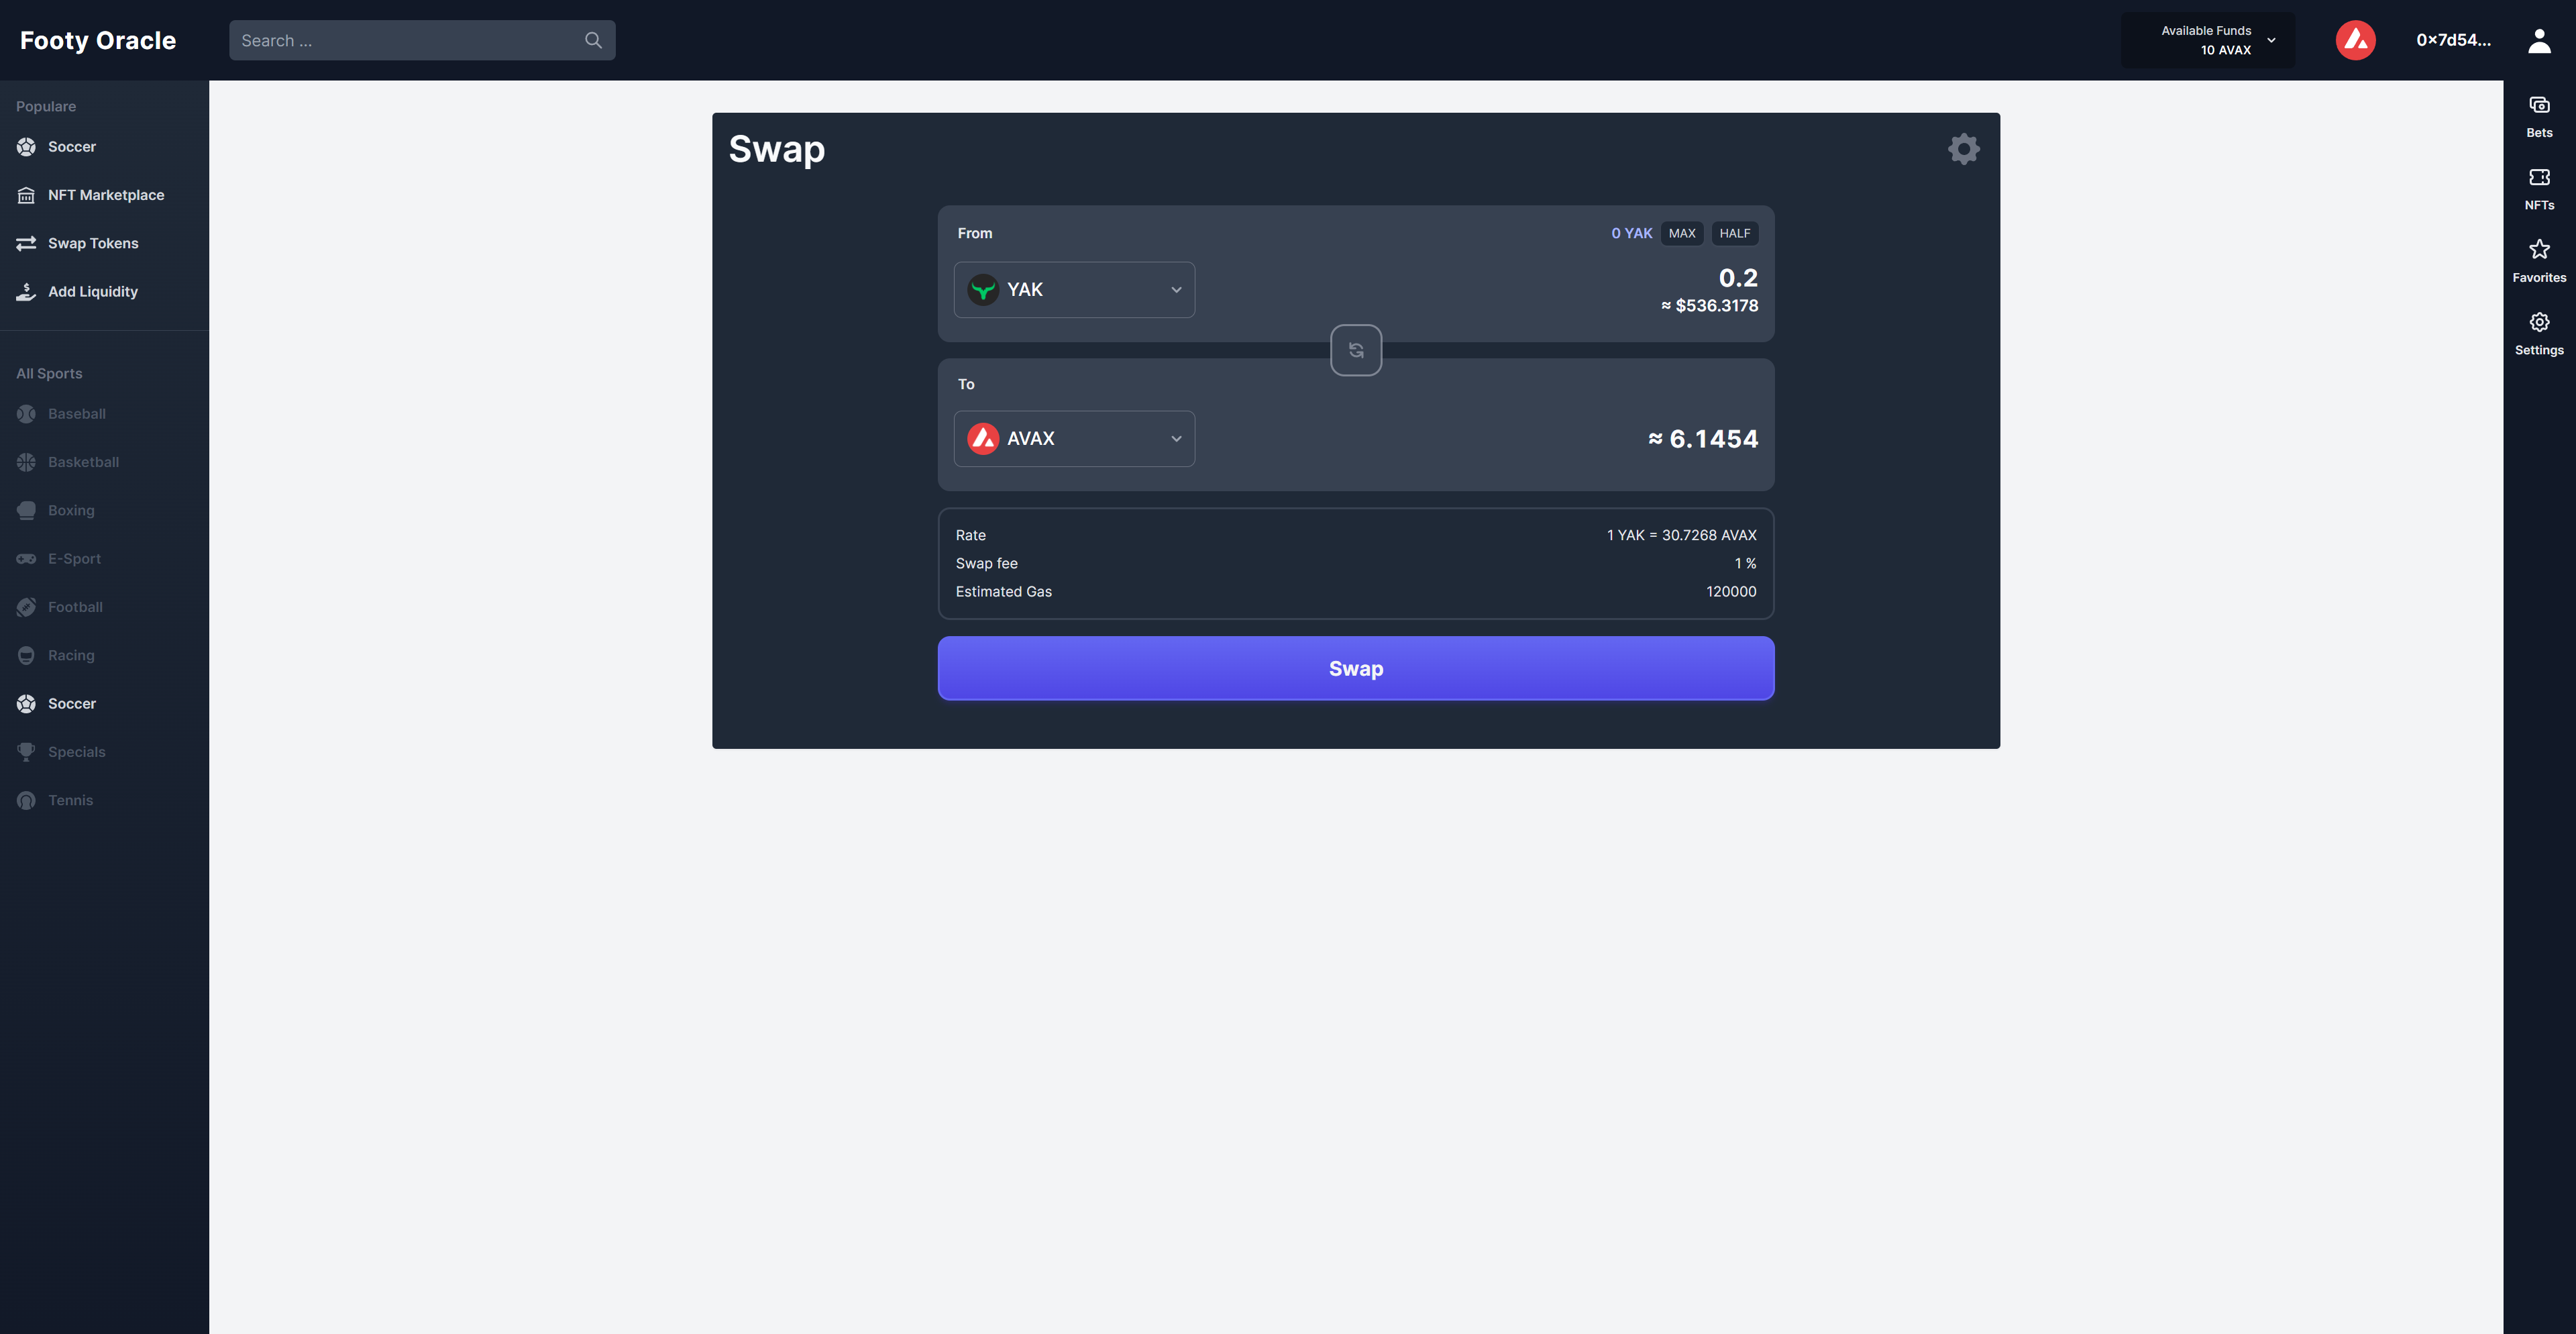 Footy Oracle
Search ...
Available Funds
10 AVAX
0x7d54...
Populare
Soccer
NFT Marketplace
Swap Tokens
Add Liquidity
All Sports
Baseball
Basketball
Boxing
E-Sport
Football
Racing
Soccer
Specials
Tennis
Swap
From
0 YAK MAX HALF
YAK
0.2
≈ $536.3178
To
AVAX
≈ 6.1454
Rate 1 YAK = 30.7268 AVAX
Swap fee 1 %
Estimated Gas 120000
Swap
Bets
NFTs
Favorites
Settings